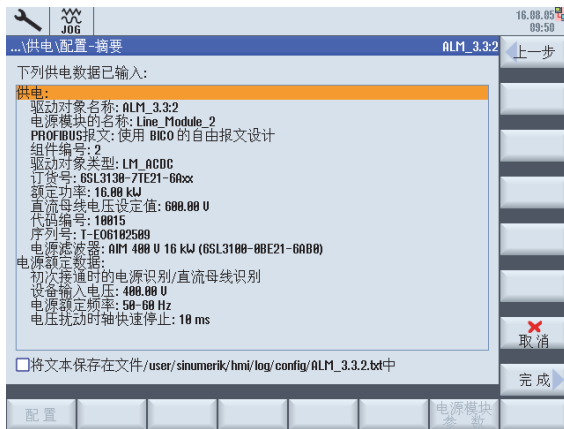 JOG
16.08.05
09:50
...\供电\配置-摘要
ALM_3.3:2
上一步
下列供电数据已输入:
供电:
驱动对象名称: ALM_3.3:2
电源模块的名称: Line_Module_2
PROFIBUS报文: 使用 BICO 的自由报文设计
组件编号: 2
驱动对象类型: LM_ACDC
订货号: 6SL3130-7TE21-6Axx
额定功率: 16.00 kW
直流母线电压设定值: 600.00 V
代码编号: 10015
序列号: T-E06102509
电源滤波器: AIM 400 V 16 kW (6SL3100-0BE21-6AB0)
电源额定数据:
初次接通时的电源识别/直流母线识别
设备输入电压: 400.00 V
电源额定频率: 50-60 Hz
电压扰动时轴快速停止: 10 ms
取消
将文本保存在文件/user/sinumerik/hmi/log/config/ALM_3.3.2.txt中
完成
配置
电源模块
参数